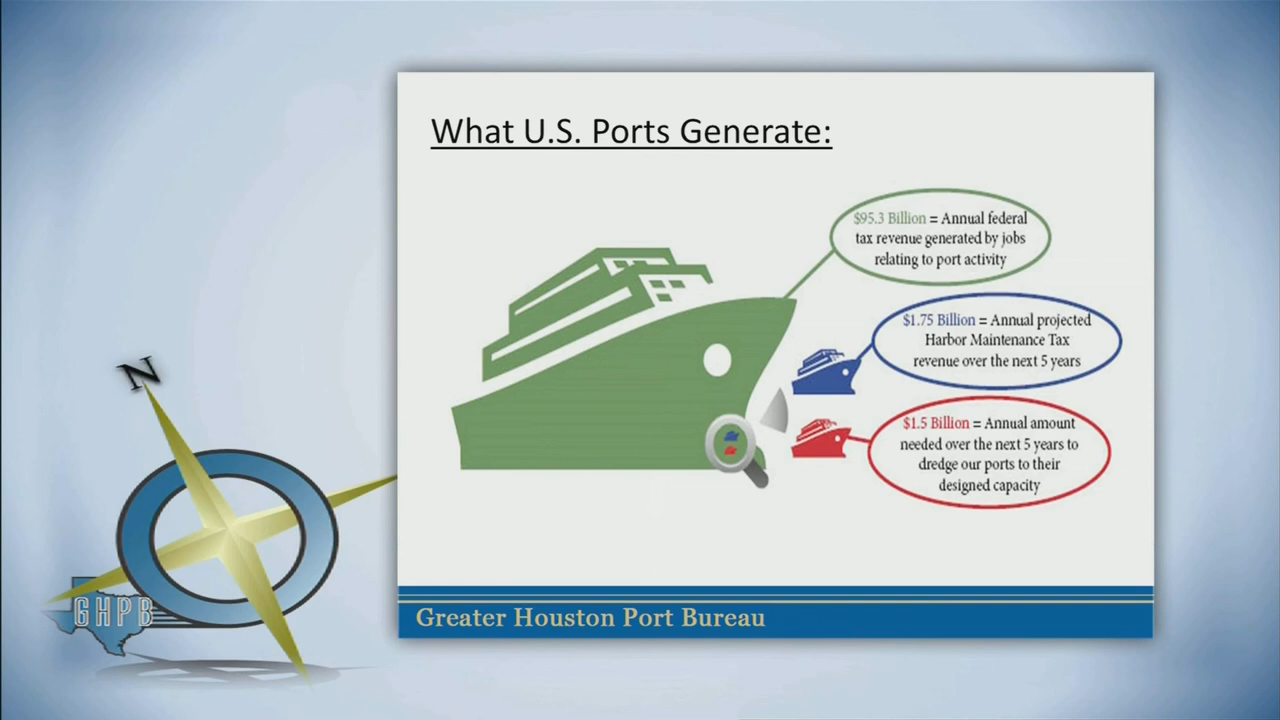 What U.S. Ports Generate:
$95.3 Billion = Annual federal
tax revenue generated by jobs
relating to port activity
$1.75 Billion = Annual projected
Harbor Maintenance Tax
revenue over the next 5 years
$1.5 Billion = Annual amount
needed over the next 5 years to
dredge our ports to their
designed capacity
N
GHPB
Greater Houston Port Bureau